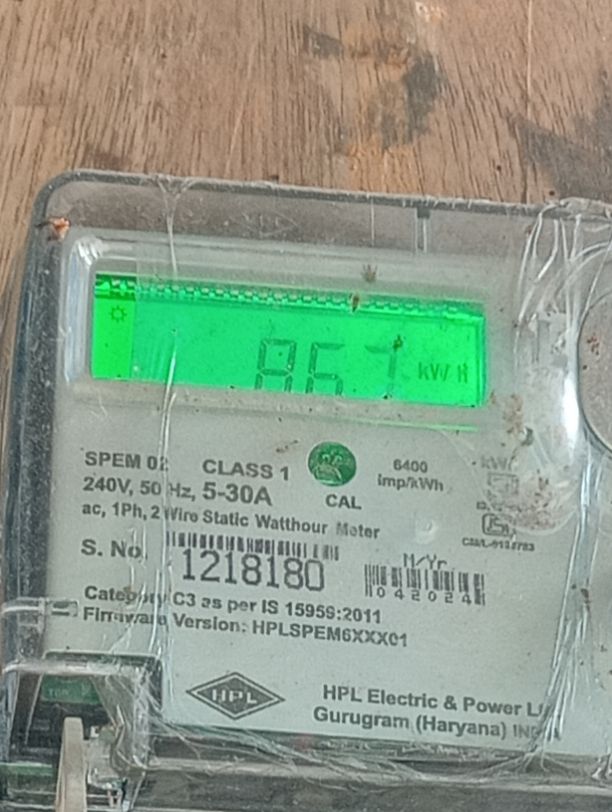 867 kWh
SPEM 02 CLASS 1
6400
imp/kWh
240V, 50 Hz, 5-30A
CAL
ac, 1Ph, 2 Wire Static Watthour Meter
S. No. 1218180
M/Yr
042024
Category C3 as per IS 15959:2011
Firmware Version: HPLSPEM6XXX01
HPL
HPL Electric & Power
Gurugram (Haryana)